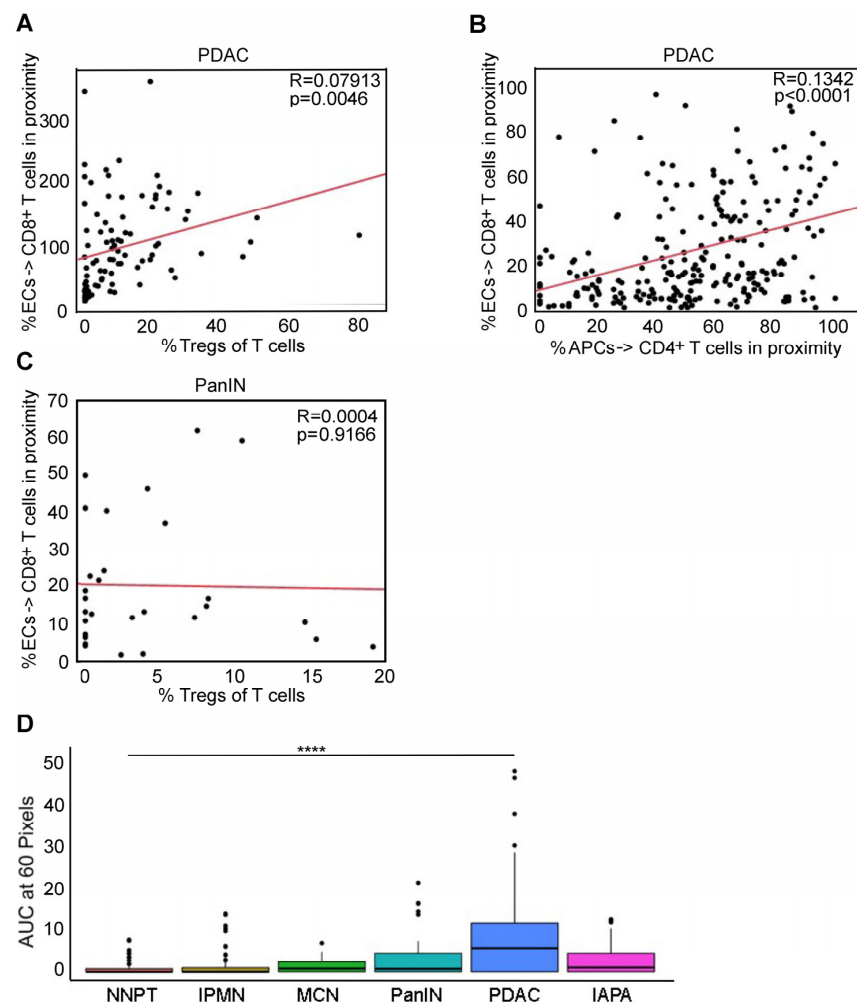 A
PDAC
R=0.07913
p=0.0046
%ECs-> CD8+ T cells in proximity
300
200
100
0
0 20 40 60 80
% Tregs of T cells
B
PDAC
R=0.1342
p<0.0001
%ECs-> CD8+ T cells in proximity
100
80
60
40
20
0
0 20 40 60 80 100
%APCs-> CD4+ T cells in proximity
C
PanIN
R=0.0004
p=0.9166
%ECs-> CD8+ T cells in proximity
70
60
50
40
30
20
10
0
0 5 10 15 20
% Tregs of T cells
D
****
AUC at 60 Pixels
50
40
30
20
10
0
NNPT IPMN MCN PanIN PDAC IAPA